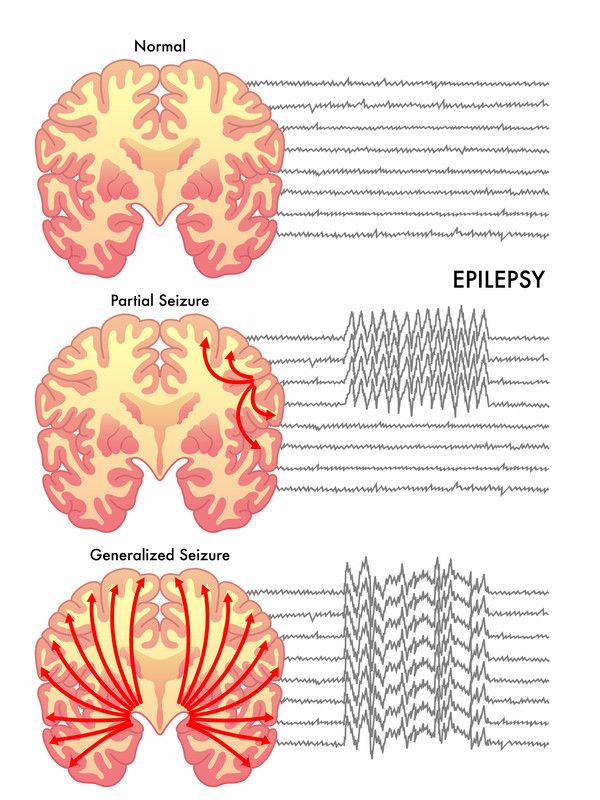 Normal
EPILEPSY
Partial Seizure
Generalized Seizure